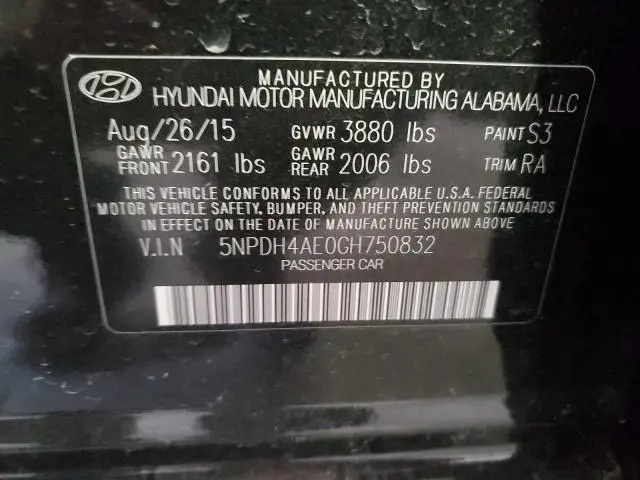 MANUFACTURED BY
HYUNDAI MOTOR MANUFACTURING ALABAMA, LLC
Aug/26/15 GVWR 3880 lbs PAINT S3
GAWR FRONT 2161 lbs GAWR REAR 2006 lbs TRIM RA
THIS VEHICLE CONFORMS TO ALL APPLICABLE U.S.A. FEDERAL
MOTOR VEHICLE SAFETY, BUMPER, AND THEFT PREVENTION STANDARDS
IN EFFECT ON THE DATE OF MANUFACTURE SHOWN ABOVE
V.I.N 5NPDH4AE0GH750832
PASSENGER CAR